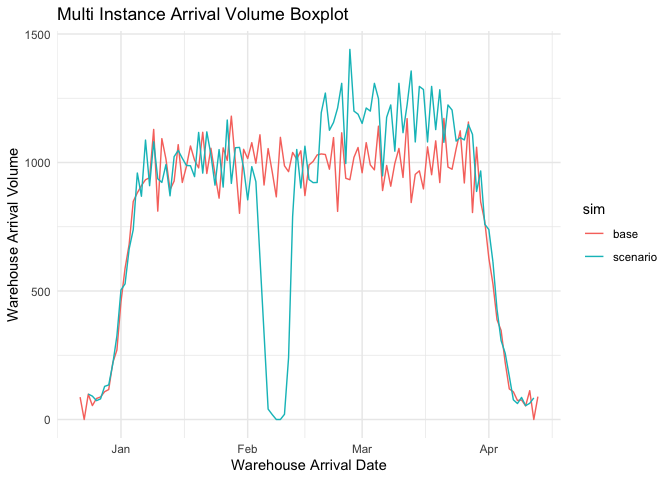 Multi Instance Arrival Volume Boxplot
Warehouse Arrival Volume
1500
1000
500
0
Jan
Feb
Mar
Apr
Warehouse Arrival Date
sim
base
scenario